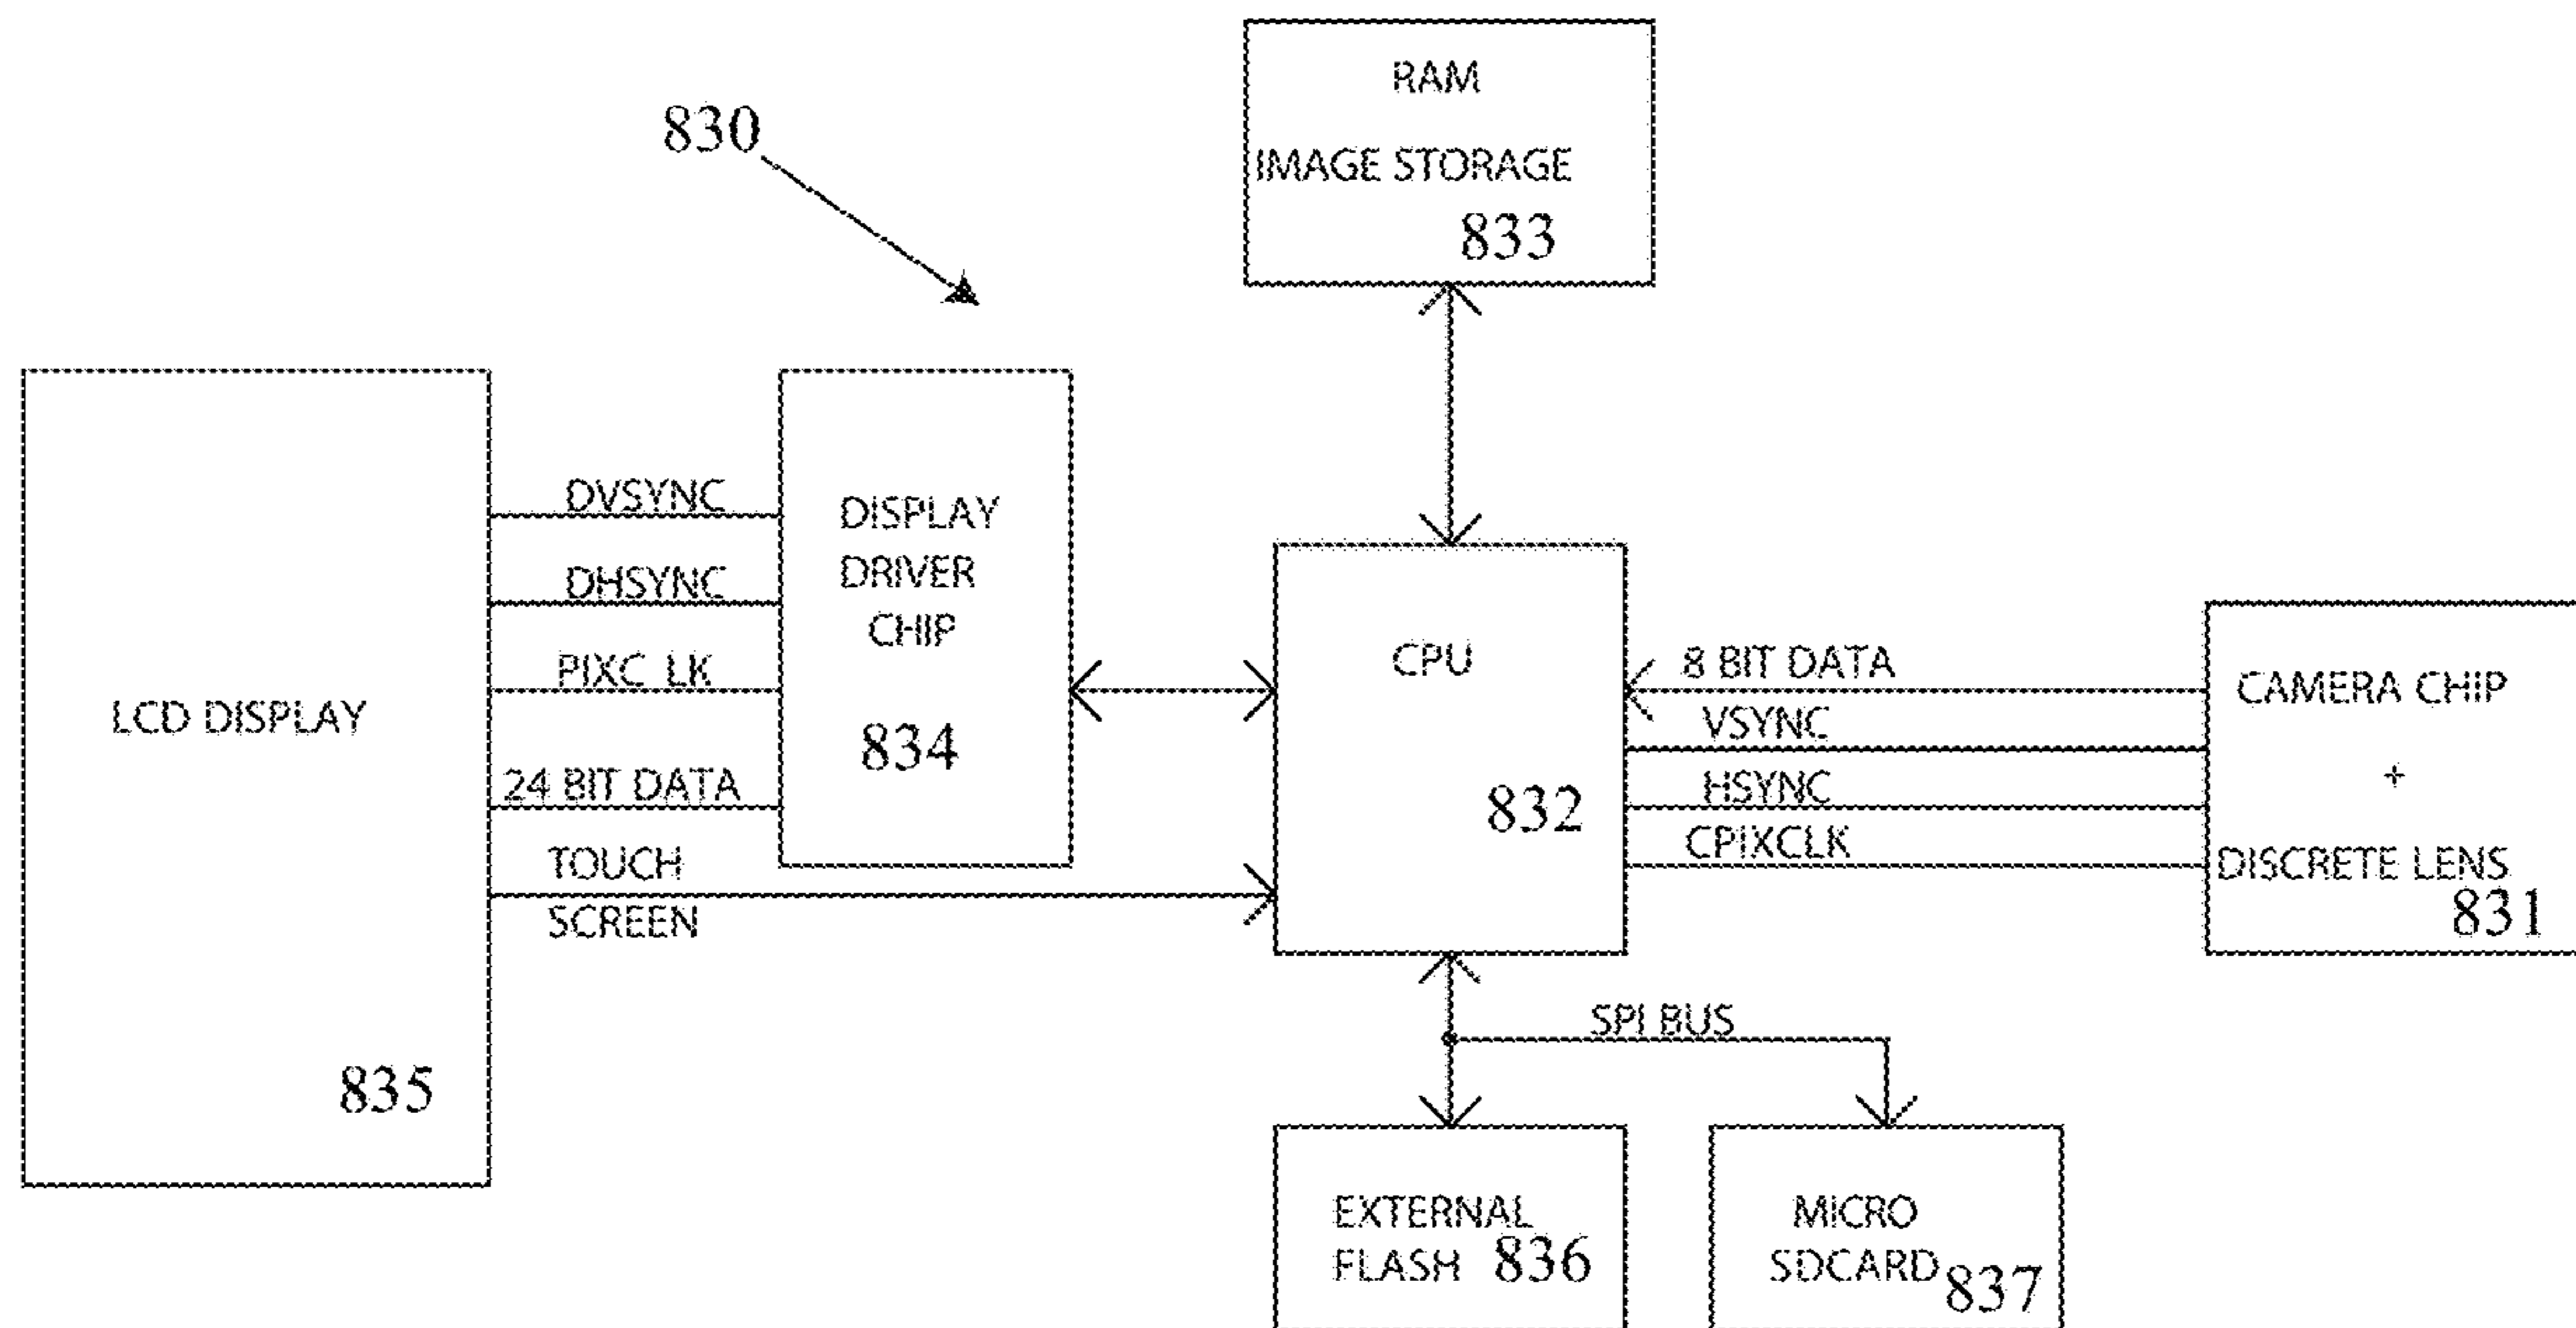 RAM
IMAGE STORAGE
833
830
DVSYNC
DHSYNC
PIXC LK
24 BIT DATA
TOUCH
SCREEN
LCD DISPLAY
835
DISPLAY
DRIVER
CHIP
834
CPU
832
8 BIT DATA
VSYNC
HSYNC
CPIXCLK
CAMERA CHIP
+
DISCRETE LENS
831
SPI BUS
EXTERNAL
FLASH 836
MICRO
SDCARD 837